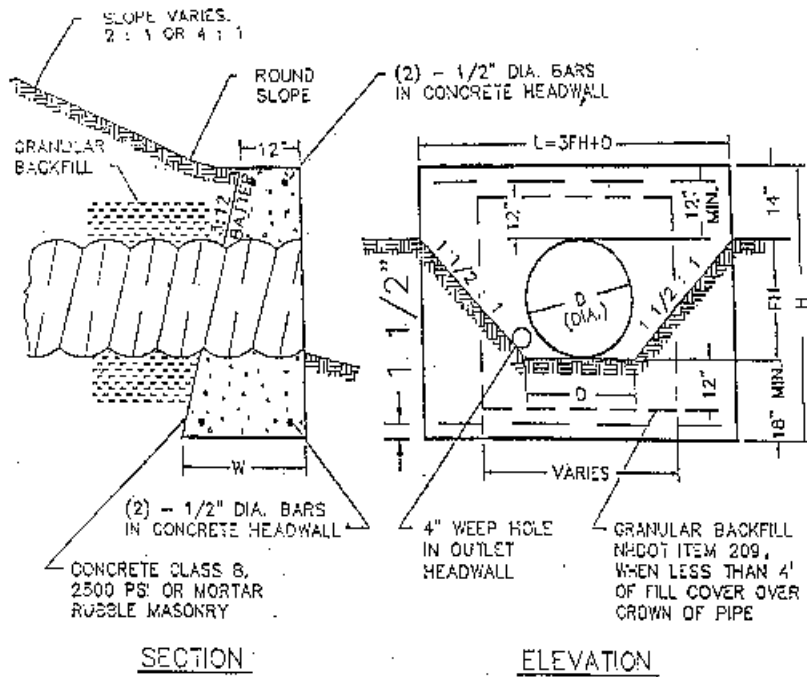 SLOPE VARIES.
2 : 1 OR 4 : 1
ROUND
SLOPE
(2) - 1/2" DIA. BARS
IN CONCRETE HEADWALL
GRANULAR
BACKFILL
12"
3:12
BATTER
L=3FH+D
12"
12"
MIN.
14"
H
1 1/2 : 1
1 1/2 : 1
D
(DIA.)
FH
1 1/2"
D
12"
18" MIN.
W
VARIES
(2) - 1/2" DIA. BARS
IN CONCRETE HEADWALL
4" WEEP HOLE
IN OUTLET
HEADWALL
GRANULAR BACKFILL
NHDOT ITEM 209,
WHEN LESS THAN 4'
OF FILL COVER OVER
CROWN OF PIPE
CONCRETE CLASS B,
2500 PSI OR MORTAR
RUBBLE MASONRY
SECTION
ELEVATION